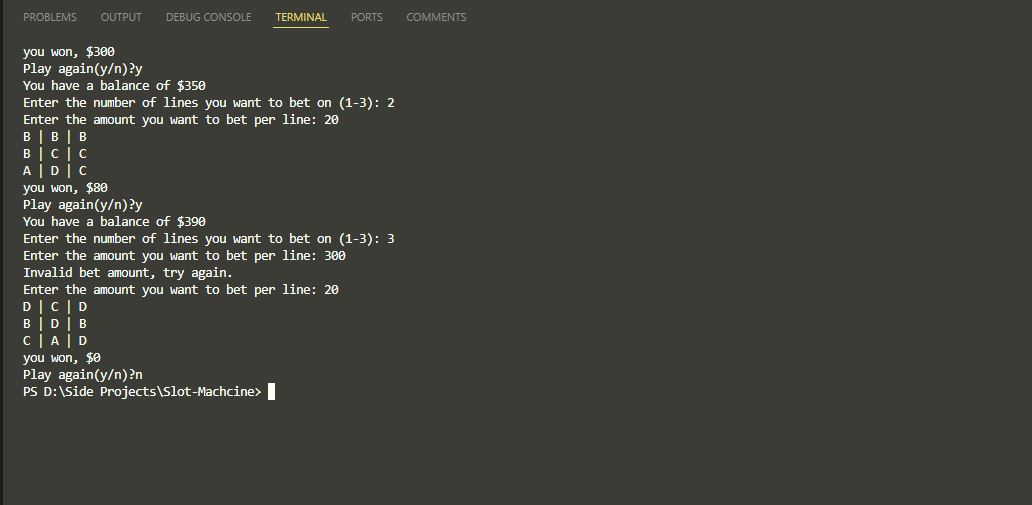 PROBLEMS OUTPUT DEBUG CONSOLE TERMINAL PORTS COMMENTS
you won, $300
Play again(y/n)?y
You have a balance of $350
Enter the number of lines you want to bet on (1-3): 2
Enter the amount you want to bet per line: 20
B | B | B
B | C | C
A | D | C
you won, $80
Play again(y/n)?y
You have a balance of $390
Enter the number of lines you want to bet on (1-3): 3
Enter the amount you want to bet per line: 300
Invalid bet amount, try again.
Enter the amount you want to bet per line: 20
D | C | D
B | D | B
C | A | D
you won, $0
Play again(y/n)?n
PS D:\Side Projects\Slot-Machcine>